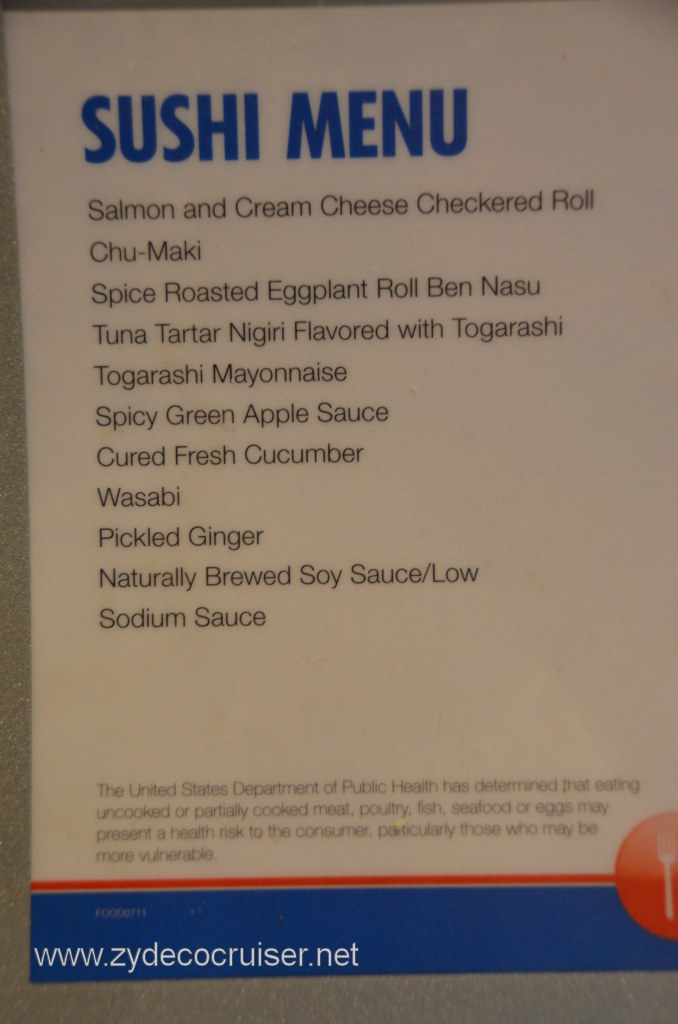 SUSHI MENU
Salmon and Cream Cheese Checkered Roll
Chu-Maki
Spice Roasted Eggplant Roll Ben Nasu
Tuna Tartar Nigiri Flavored with Togarashi
Togarashi Mayonnaise
Spicy Green Apple Sauce
Cured Fresh Cucumber
Wasabi
Pickled Ginger
Naturally Brewed Soy Sauce/Low
Sodium Sauce
The United States Department of Public Health has determined that eating
uncooked or partially cooked meat, poultry, fish, seafood or eggs may
present a health risk to the consumer, particularly those who may be
more vulnerable.
FOOD0711
www.zydecocruiser.net